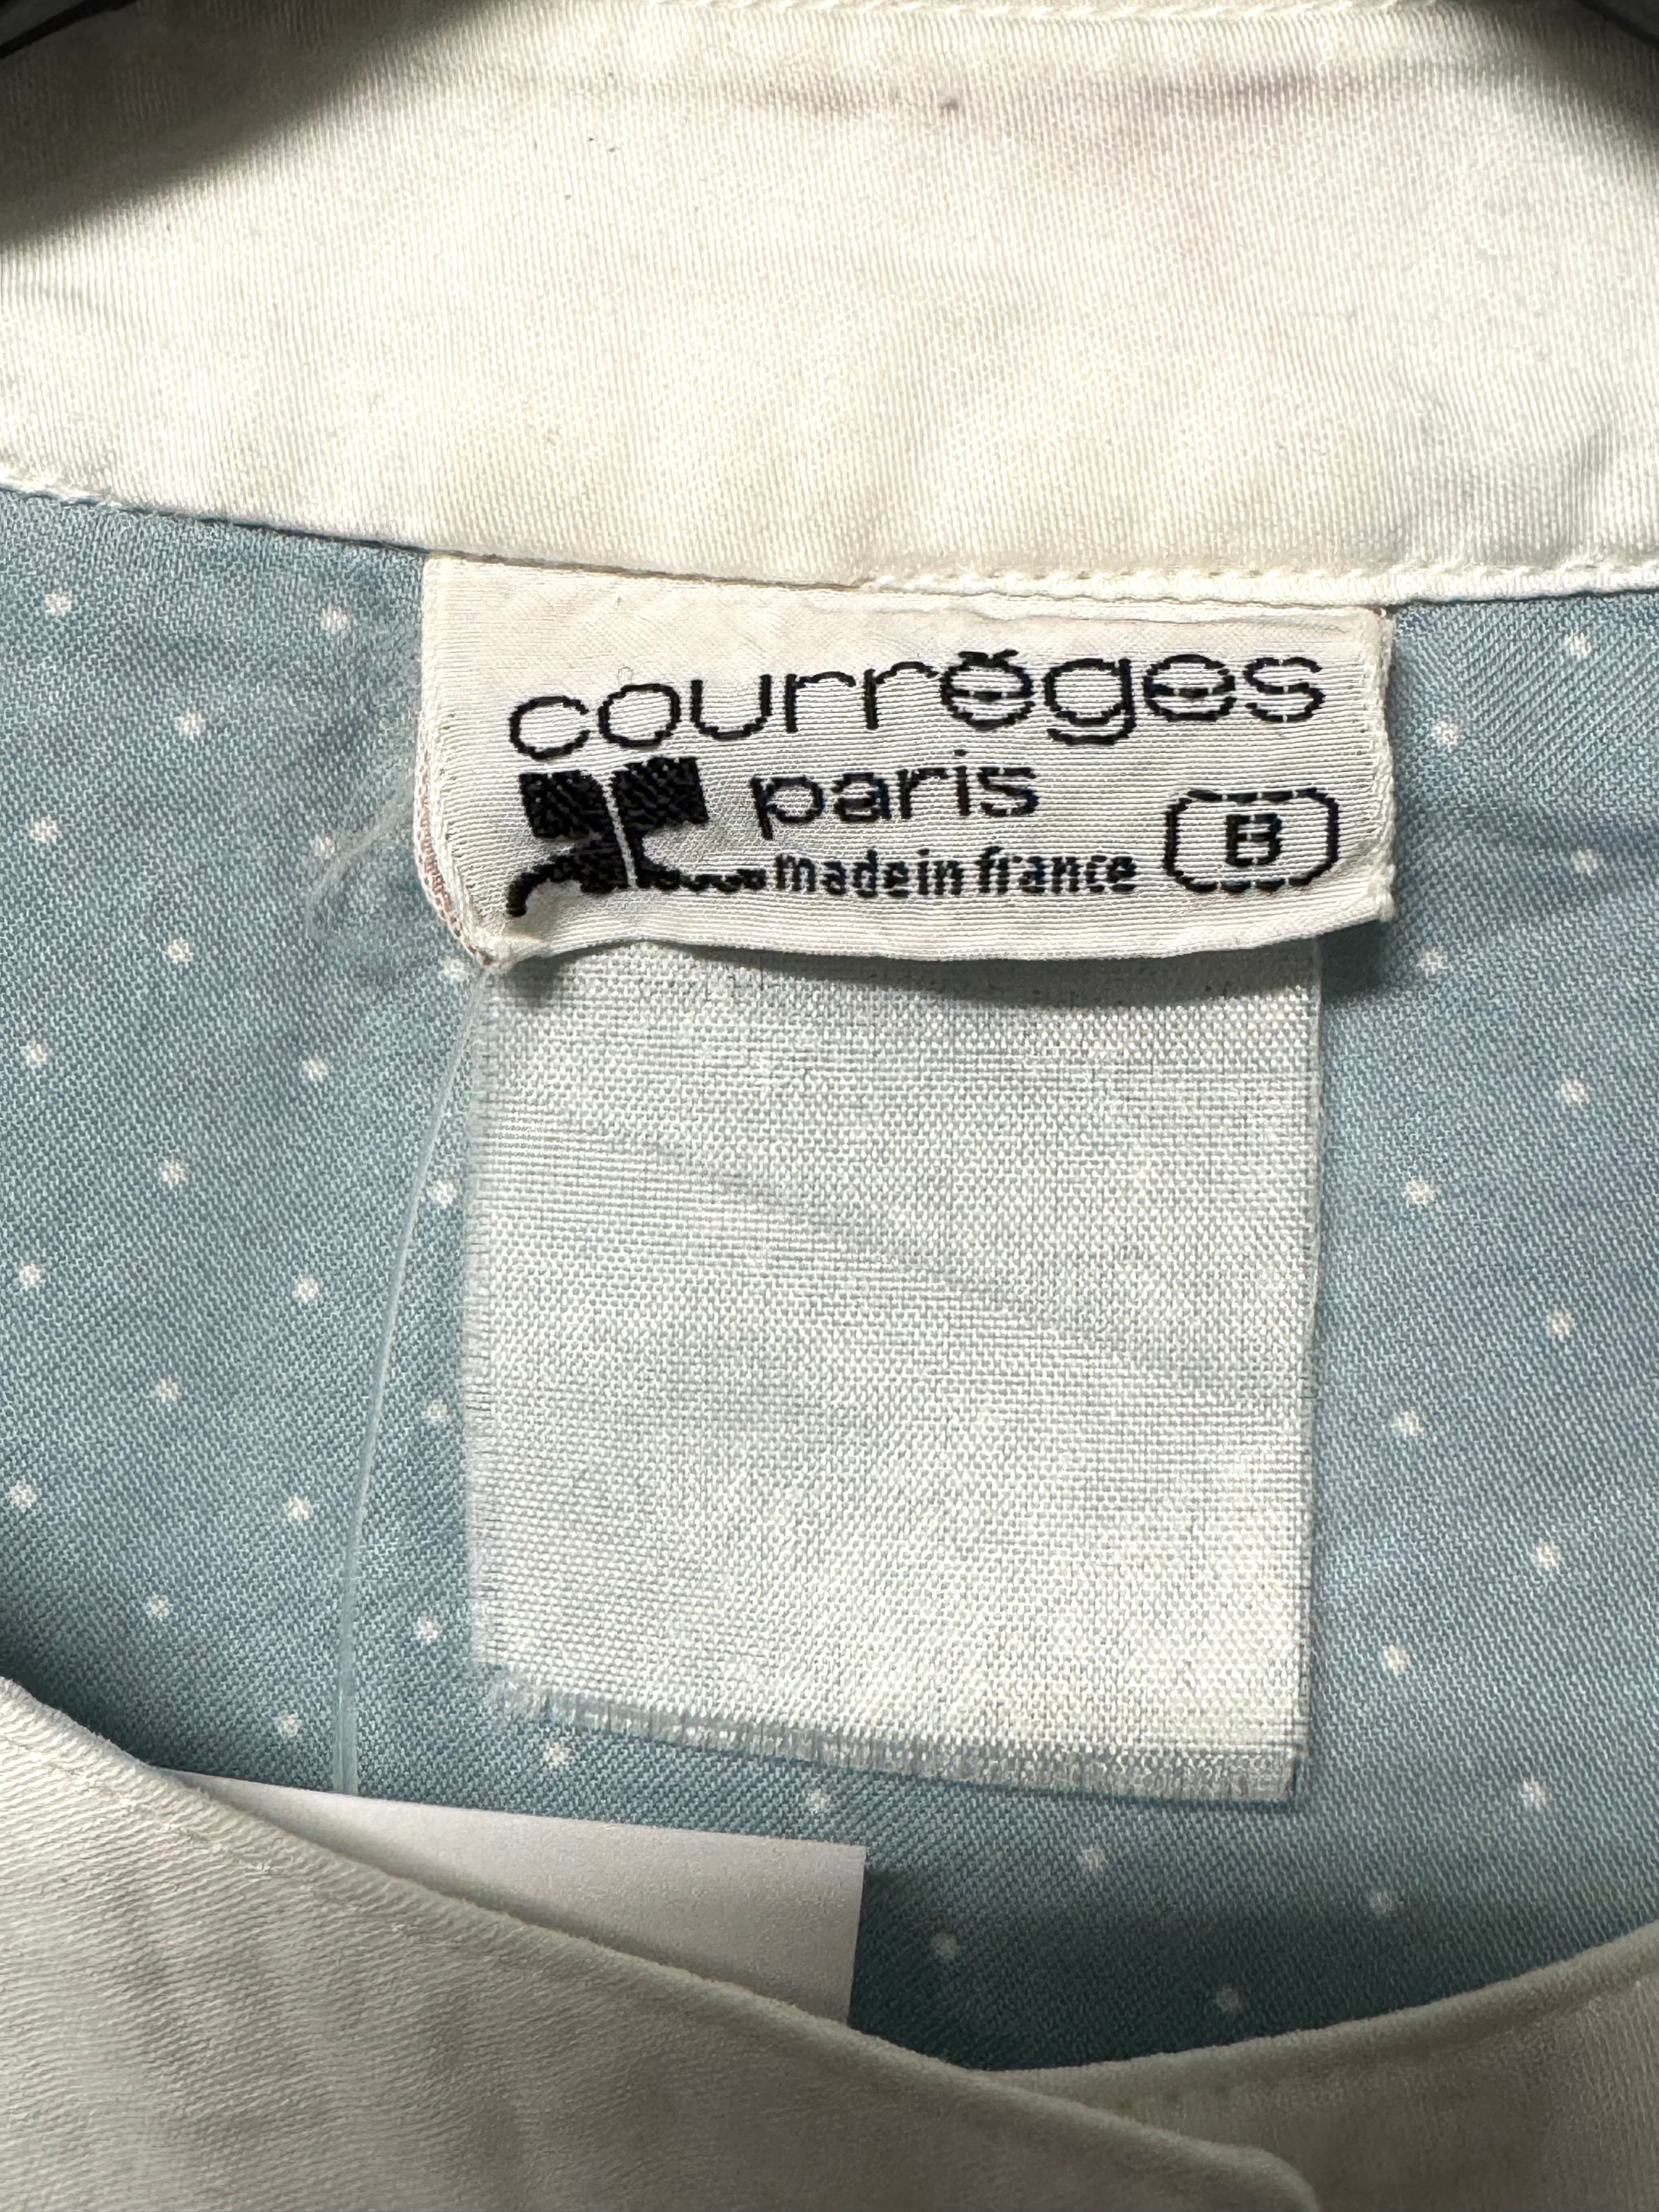 courrèges
paris
made in france B